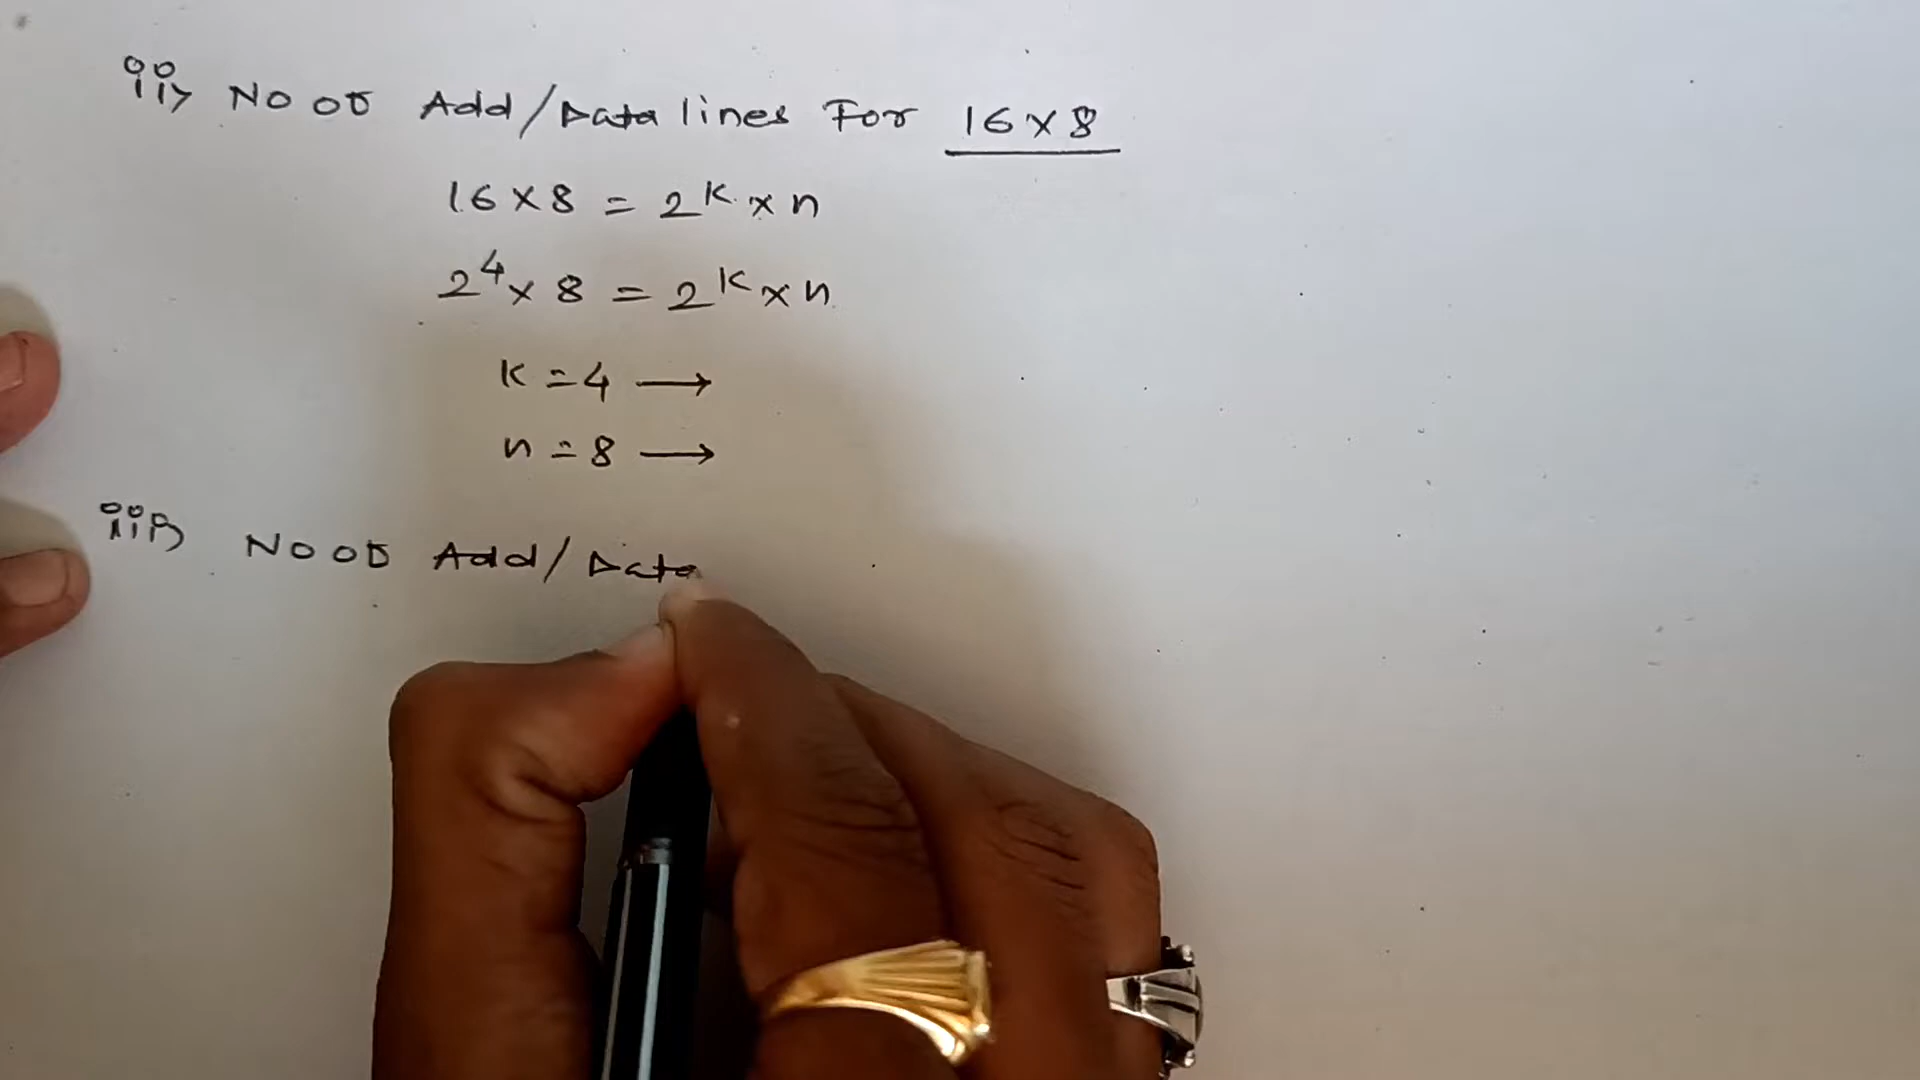 ii) No of Add/Data lines For 16×8
16×8 = 2^k × n
2^4 × 8 = 2^k × n
k = 4 →
n = 8 →
iii) No of Add/Data